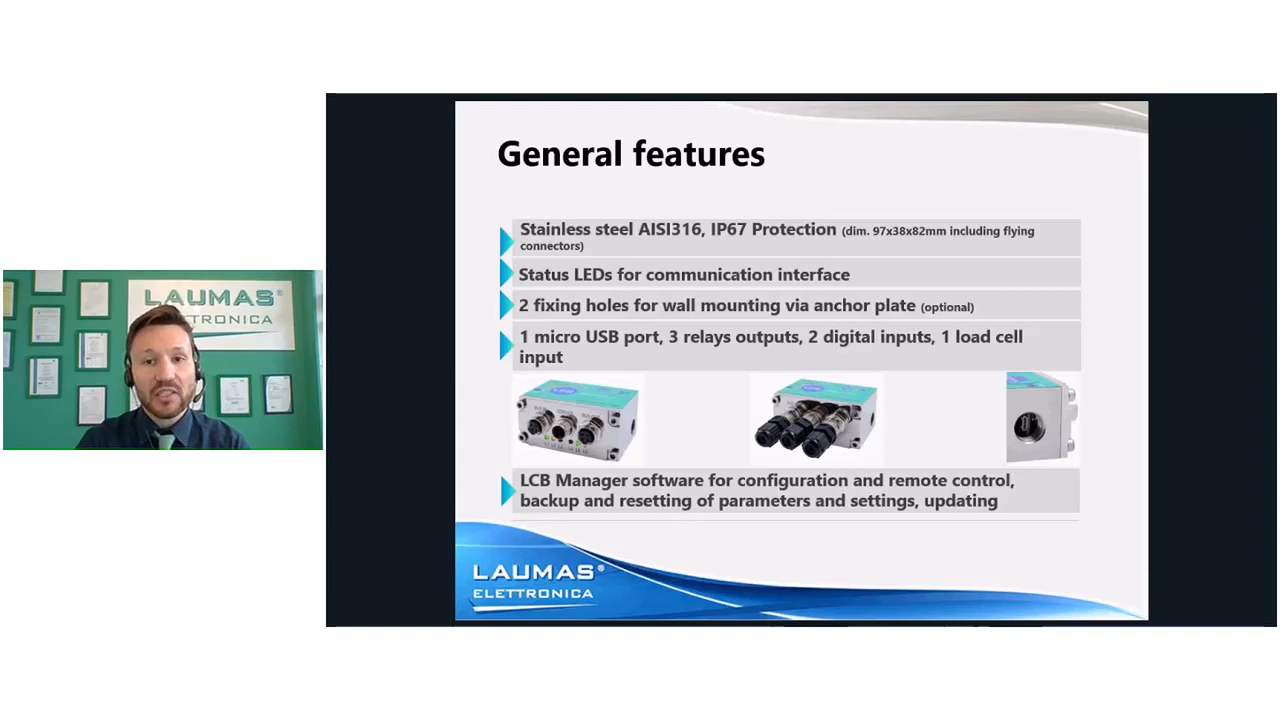 LAUMAS®
ELETTRONICA
General features
Stainless steel AISI316, IP67 Protection (dim. 97x38x82mm including flying
connectors)
Status LEDs for communication interface
2 fixing holes for wall mounting via anchor plate (optional)
1 micro USB port, 3 relays outputs, 2 digital inputs, 1 load cell
input
LCB Manager software for configuration and remote control,
backup and resetting of parameters and settings, updating
LAUMAS®
ELETTRONICA